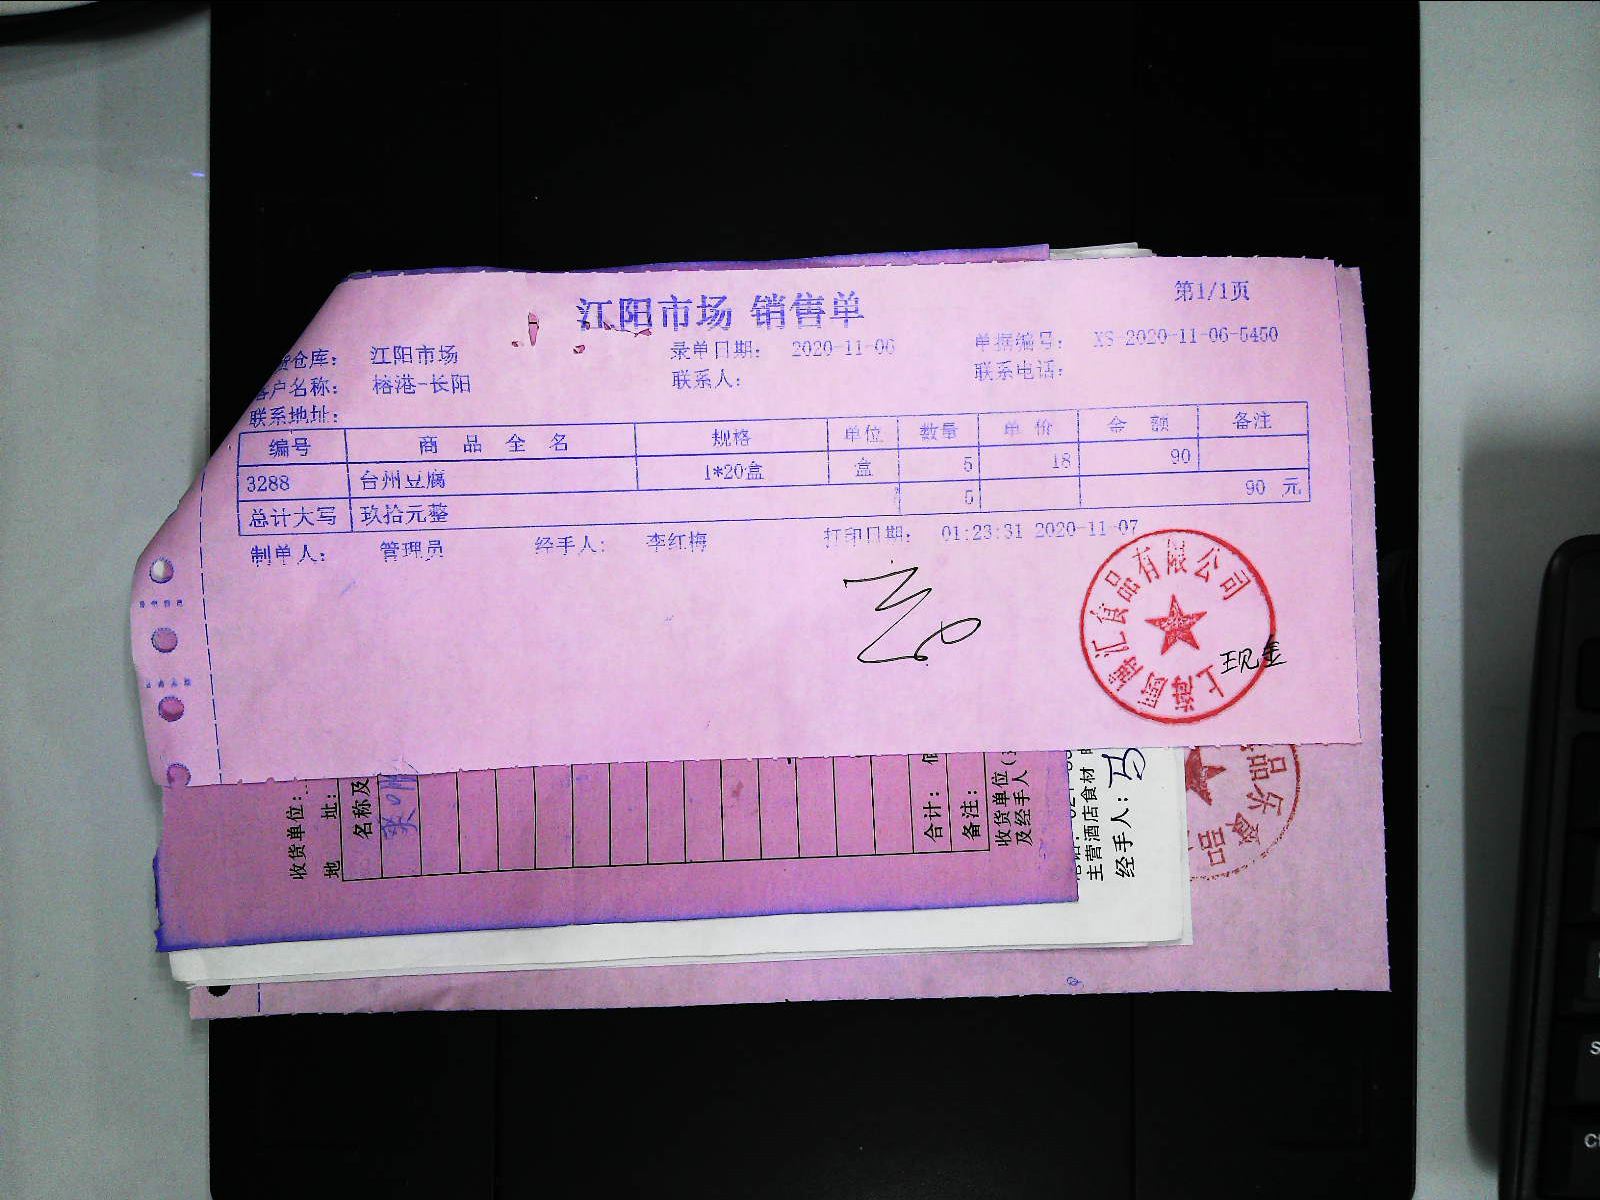 江阳市场 销售单
第1/1页
货仓库： 江阳市场 录单日期： 2020-11-06 单据编号： XS-2020-11-06-5450
客户名称： 榕港-长阳 联系人： 联系电话：
联系地址：
编号 商品全名 规格 单位 数量 单价 金额 备注
3288 台州豆腐 1*20盒 盒 5 18 90
总计大写 玖拾元整 5 90 元
制单人： 管理员 经手人： 李红梅 打印日期： 01:23:31 2020-11-07
食品有限公司
现金
收货单位：
地 址：
名称及
合计：
备注：
收货单位
及经手人
主营酒店食材
经手人：